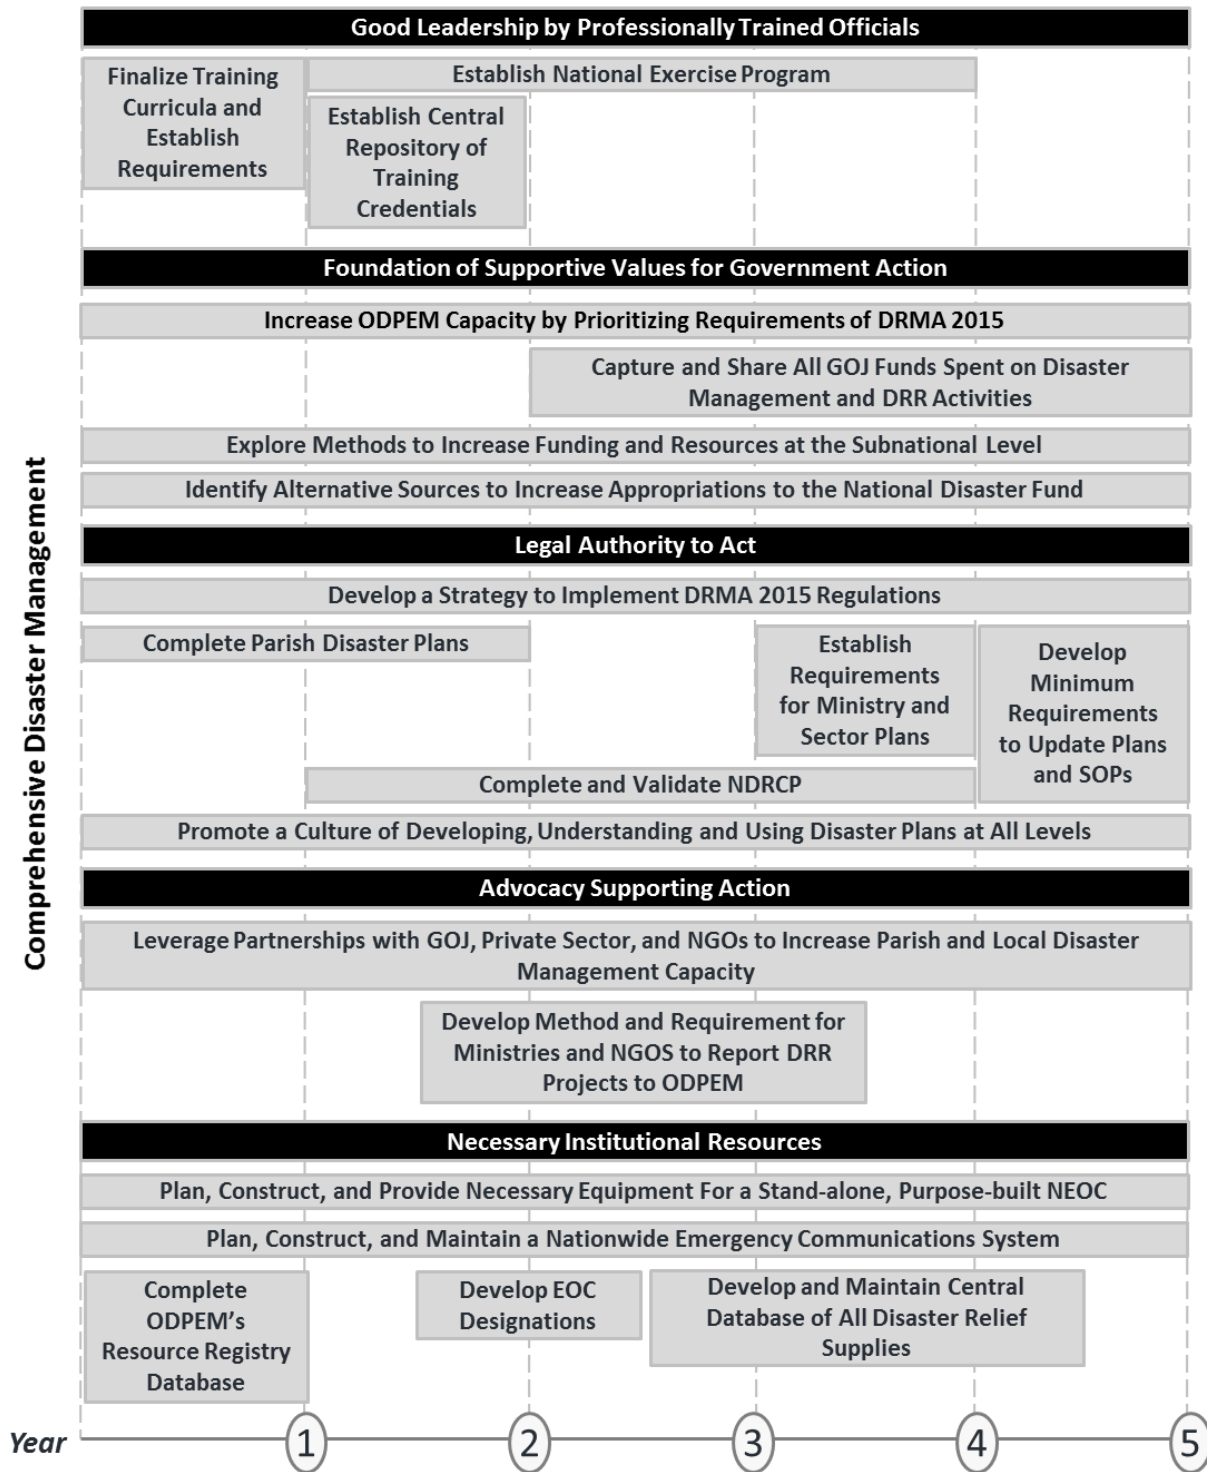 Good Leadership by Professionally Trained Officials
Finalize Training
Curricula and
Establish
Requirements
Establish National Exercise Program
Establish Central
Repository of
Training
Credentials
Foundation of Supportive Values for Government Action
Increase ODPEM Capacity by Prioritizing Requirements of DRMA 2015
Capture and Share All GOJ Funds Spent on Disaster
Management and DRR Activities
Explore Methods to Increase Funding and Resources at the Subnational Level
Identify Alternative Sources to Increase Appropriations to the National Disaster Fund
Comprehensive Disaster Management
Legal Authority to Act
Develop a Strategy to Implement DRMA 2015 Regulations
Complete Parish Disaster Plans
Establish
Requirements
for Ministry and
Sector Plans
Develop
Minimum
Requirements
to Update Plans
and SOPs
Complete and Validate NDRCP
Promote a Culture of Developing, Understanding and Using Disaster Plans at All Levels
Advocacy Supporting Action
Leverage Partnerships with GOJ, Private Sector, and NGOs to Increase Parish and Local Disaster
Management Capacity
Develop Method and Requirement for
Ministries and NGOS to Report DRR
Projects to ODPEM
Necessary Institutional Resources
Plan, Construct, and Provide Necessary Equipment For a Stand-alone, Purpose-built NEOC
Plan, Construct, and Maintain a Nationwide Emergency Communications System
Complete
ODPEM’s
Resource Registry
Database
Develop EOC
Designations
Develop and Maintain Central
Database of All Disaster Relief
Supplies
Year 1 2 3 4 5